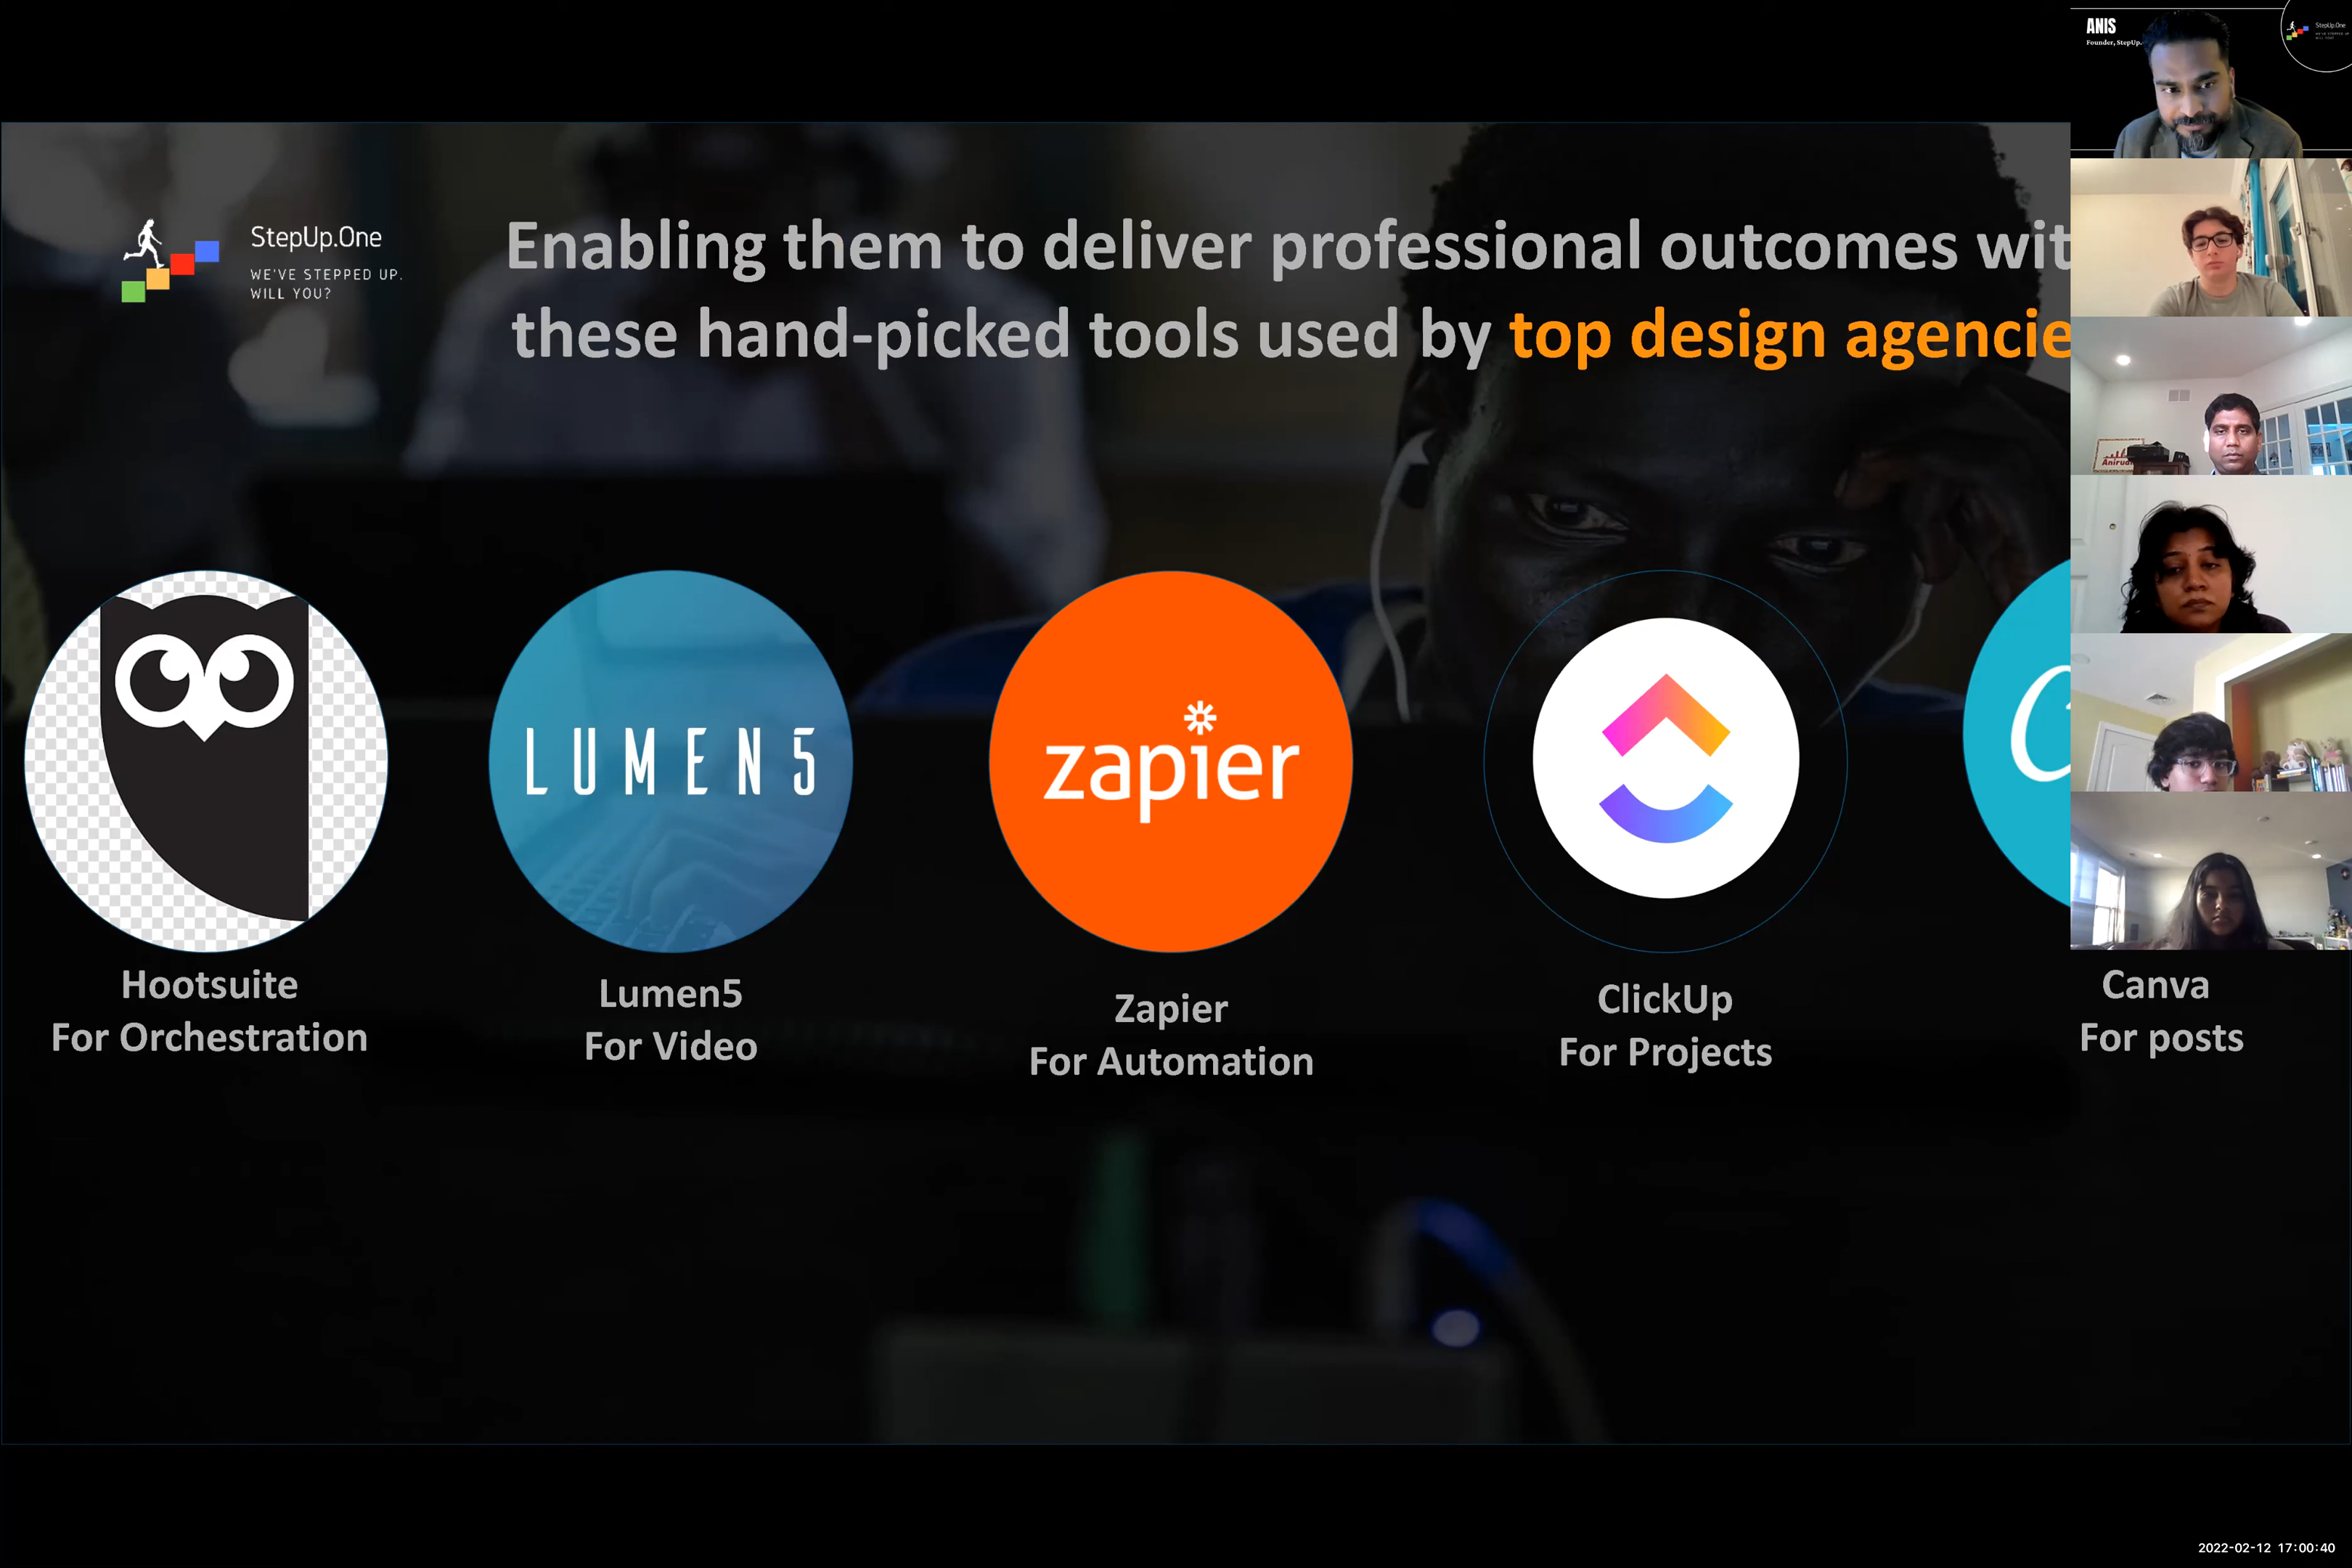 ANIS
Founder, StepUp.
StepUp.One
StepUp.One
WE'VE STEPPED UP.
WILL YOU?
Enabling them to deliver professional outcomes wit
these hand-picked tools used by top design agencie
LUMEN5
zapier
Hootsuite
For Orchestration
Lumen5
For Video
Zapier
For Automation
ClickUp
For Projects
Canva
For posts
2022-02-12 17:00:40